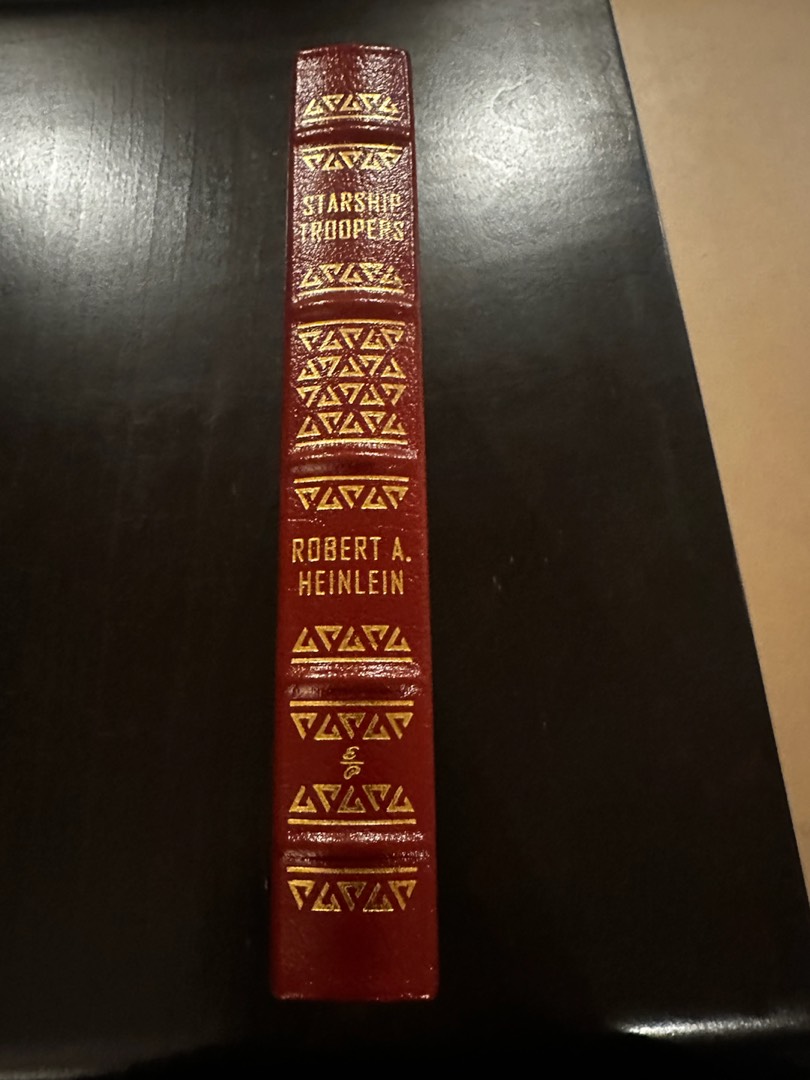 STARSHIP
TROOPERS
ROBERT A.
HEINLEIN
E
P